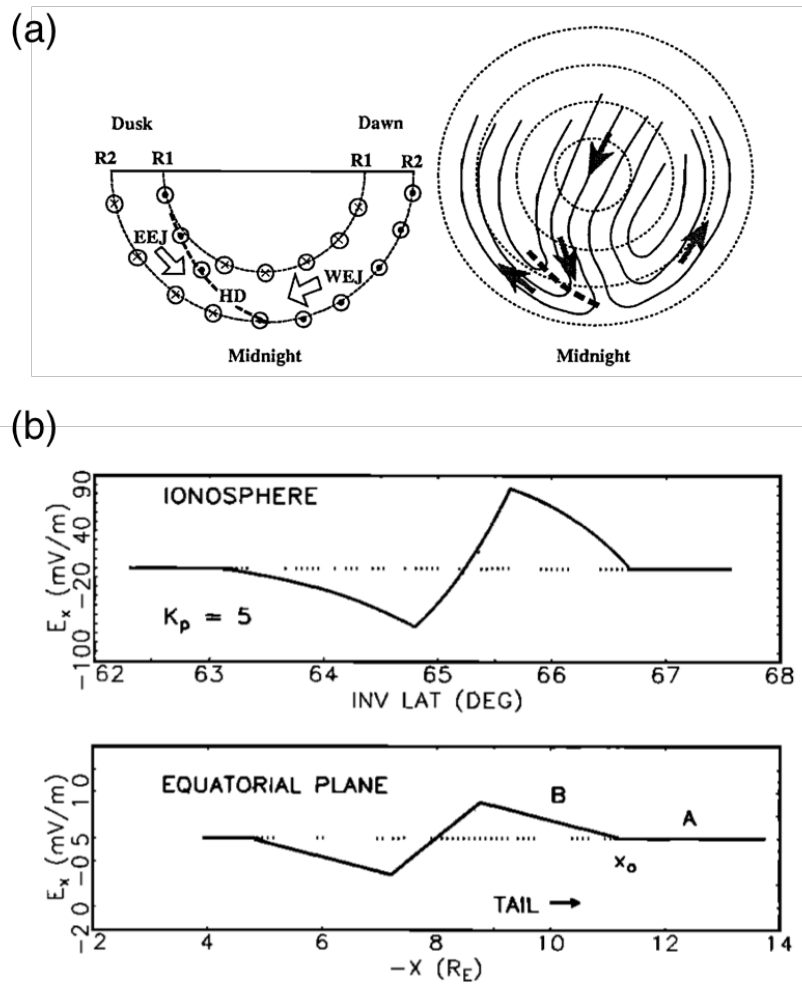 (a)
Dusk Dawn
R2 R1 R1 R2
EEJ
HD
WEJ
Midnight
Midnight
(b)
IONOSPHERE
Kp = 5
Ex (mV/m)
90
40
-20
-100
62 63 64 65 66 67 68
INV LAT (DEG)
EQUATORIAL PLANE
B
A
xo
TAIL →
Ex (mV/m)
1 0
-0 5
-2 0
2 4 6 8 10 12 14
-X (RE)